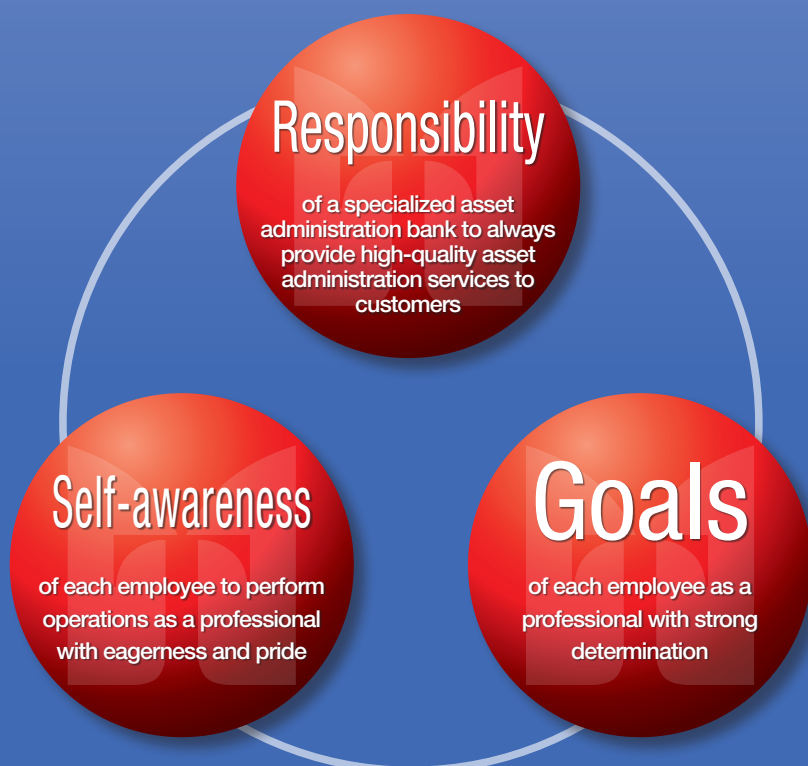 Responsibility
of a specialized asset
administration bank to always
provide high-quality asset
administration services to
customers
Self-awareness
of each employee to perform
operations as a professional
with eagerness and pride
Goals
of each employee as a
professional with strong
determination